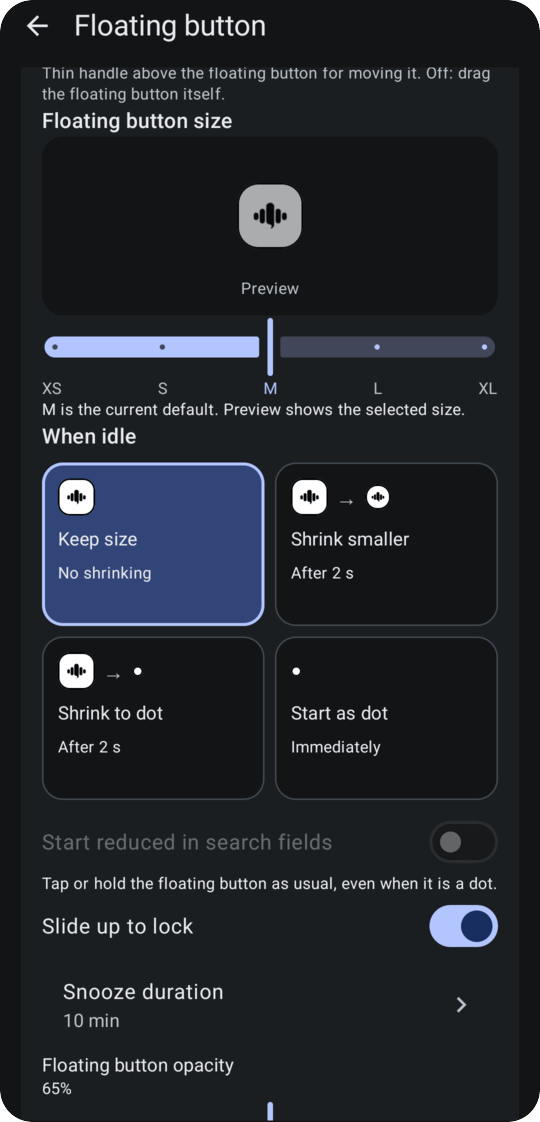 Floating button
Thin handle above the floating button for moving it. Off: drag
the floating button itself.
Floating button size
Preview
XS S M L XL
M is the current default. Preview shows the selected size.
When idle
Keep size
No shrinking
→
Shrink smaller
After 2 s
→
Shrink to dot
After 2 s
Start as dot
Immediately
Start reduced in search fields
Tap or hold the floating button as usual, even when it is a dot.
Slide up to lock
Snooze duration
10 min
Floating button opacity
65%